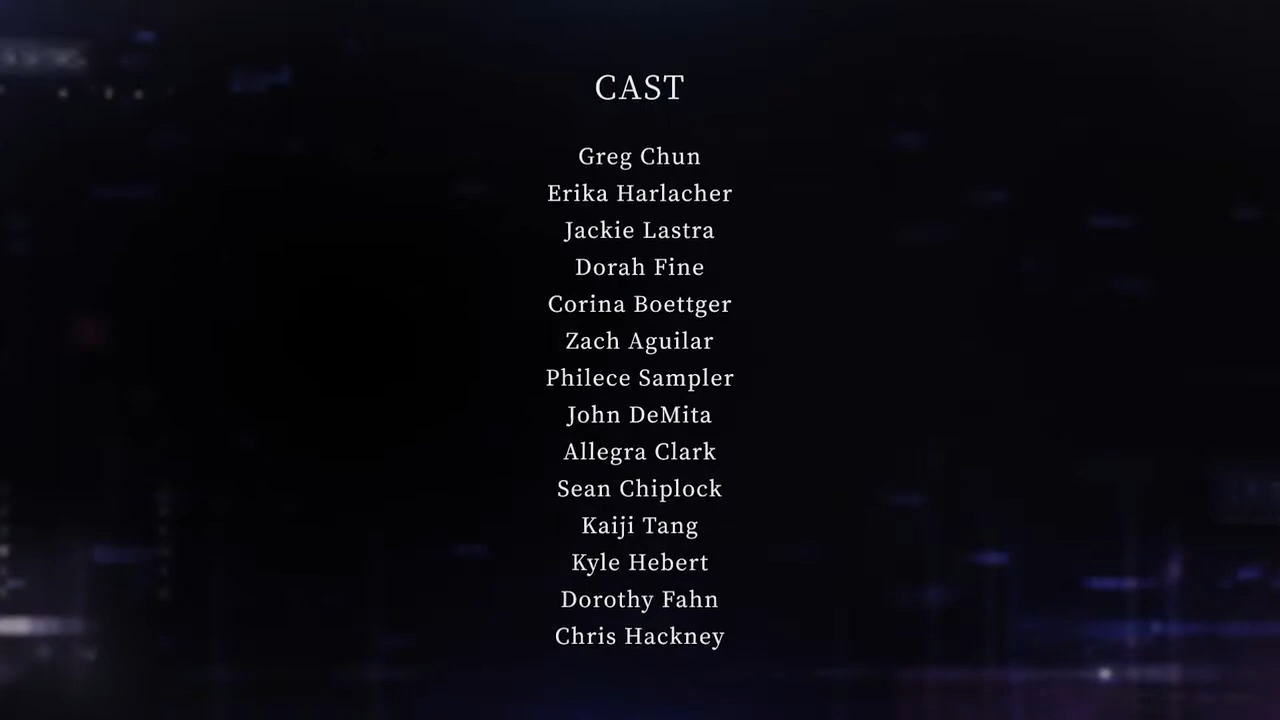 CAST
Greg Chun
Erika Harlacher
Jackie Lastra
Dorah Fine
Corina Boettger
Zach Aguilar
Philece Sampler
John DeMita
Allegra Clark
Sean Chiplock
Kaiji Tang
Kyle Hebert
Dorothy Fahn
Chris Hackney